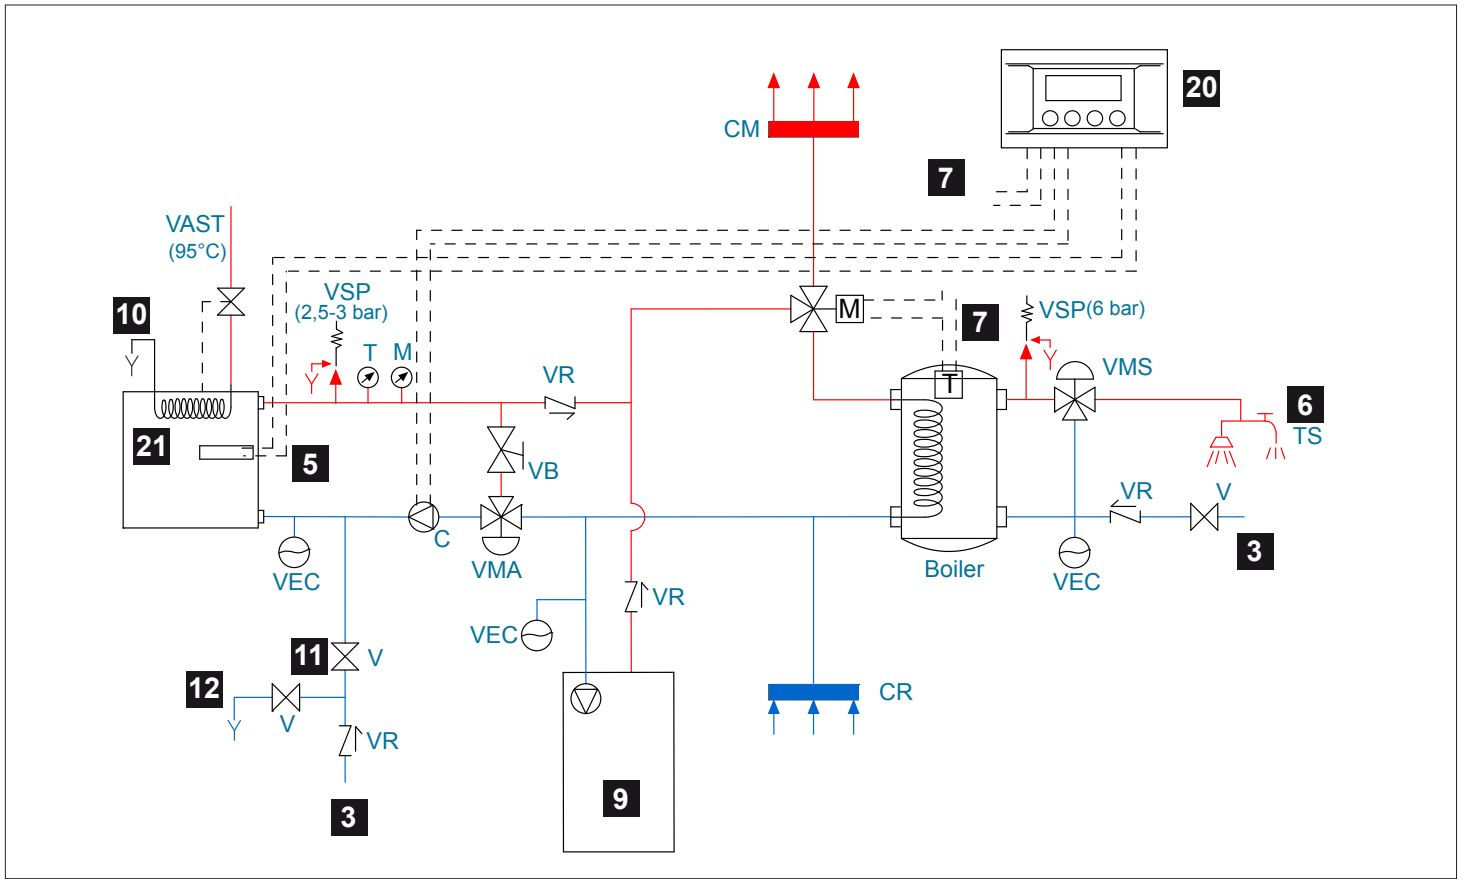 20
CM
7
VAST
(95°C)
VSP
(2,5-3 bar)
10
T
M
VR
M
7
VSP (6 bar)
VMS
T
6
TS
21
5
VB
VR
V
C
VMA
VEC
Boiler
VEC
3
VR
VEC
11
V
12
V
CR
VR
9
3